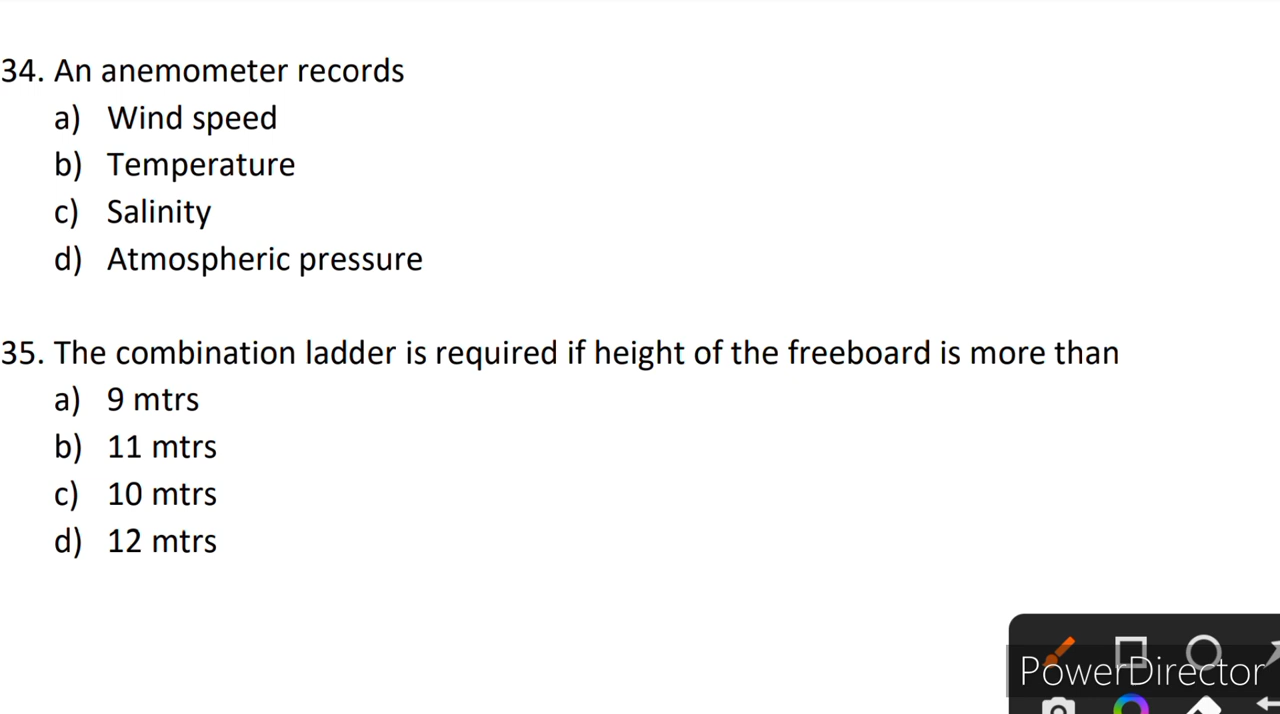 34. An anemometer records
a) Wind speed
b) Temperature
c) Salinity
d) Atmospheric pressure
35. The combination ladder is required if height of the freeboard is more than
a) 9 mtrs
b) 11 mtrs
c) 10 mtrs
d) 12 mtrs
PowerDirector